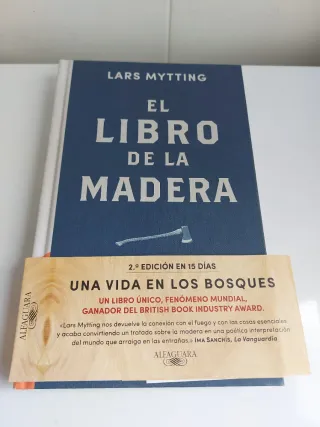 LARS MYTTING
EL
LIBRO
DE LA
MADERA
2.ª EDICIÓN EN 15 DÍAS
UNA VIDA EN LOS BOSQUES
UN LIBRO ÚNICO, FENÓMENO MUNDIAL,
GANADOR DEL BRITISH BOOK INDUSTRY AWARD.
«Lars Mytting nos devuelve la conexión con el fuego y con las cosas esenciales
y acaba convirtiendo un tratado sobre la madera en una poética interpretación
del mundo que arraiga en las entrañas.» IMA SANCHÍS, La Vanguardia
ALFAGUARA
ALFAGUARA